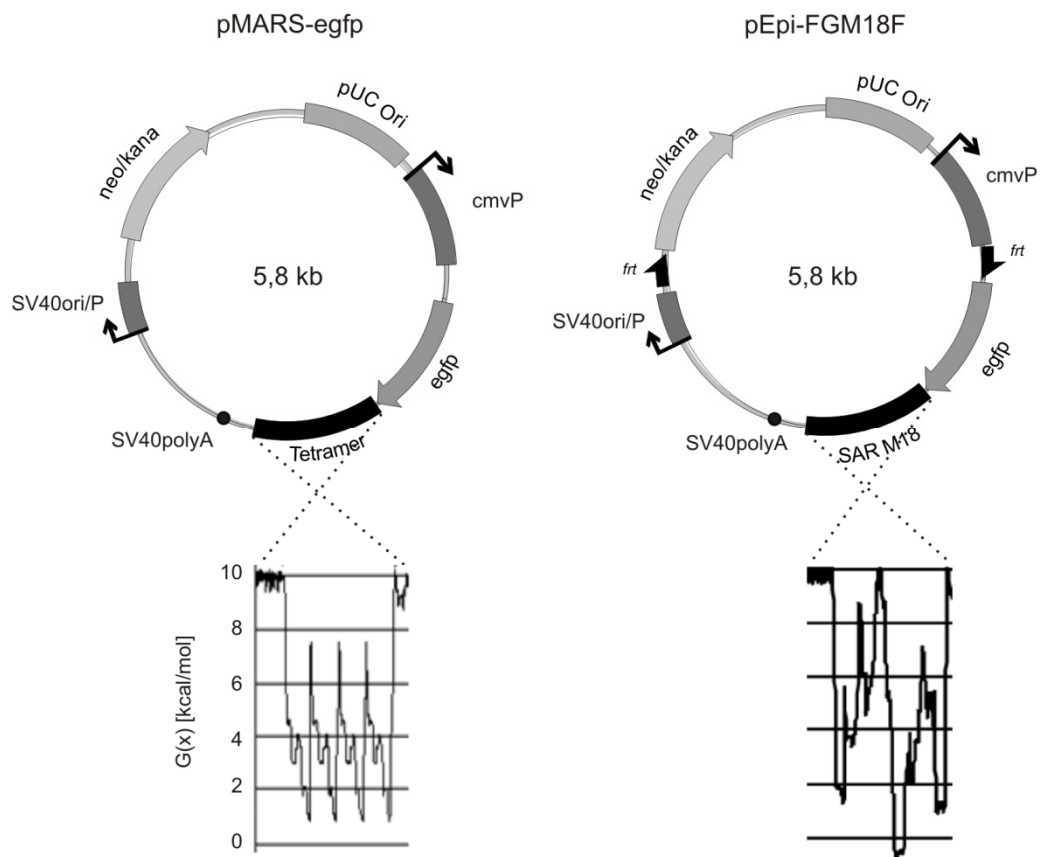 pMARS-egfp
pUC Ori
neo/kana
cmvP
5,8 kb
SV40ori/P
egfp
SV40polyA
Tetramer
10
8
6
4
2
0
G(x) [kcal/mol]
pEpi-FGM18F
pUC Ori
neo/kana
cmvP
frt
frt
5,8 kb
SV40ori/P
egfp
SV40polyA
SAR M-18